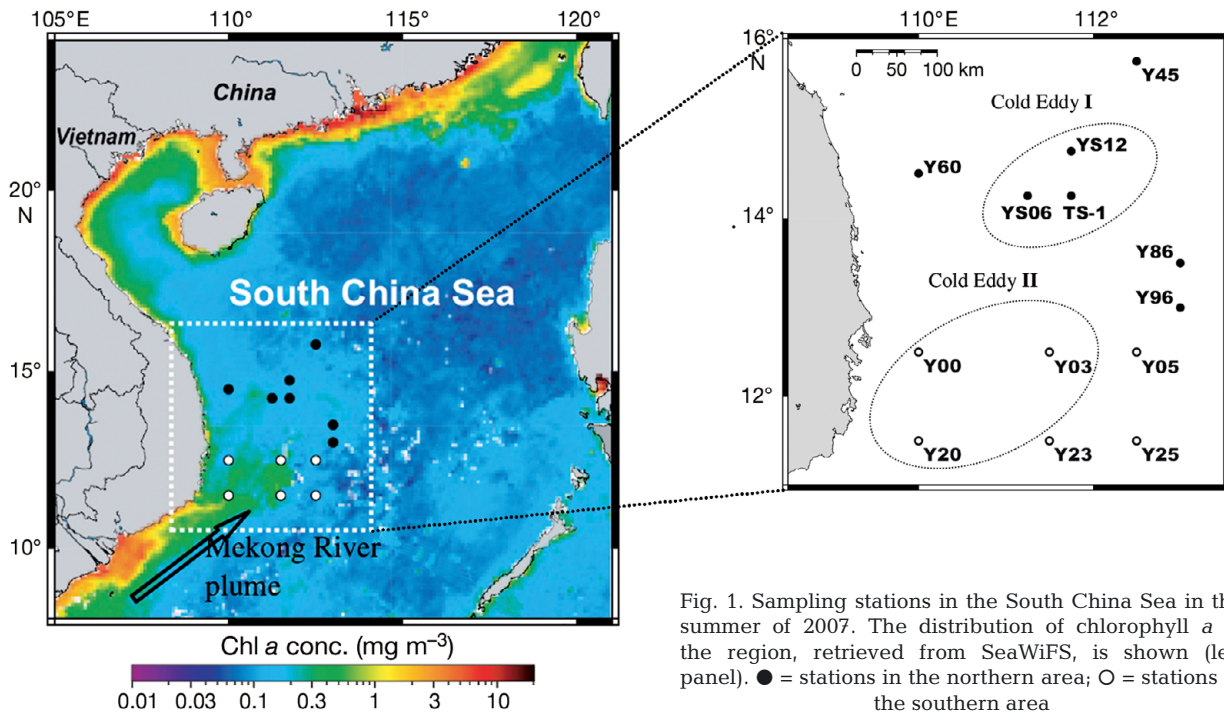 105°E 110° 115° 120°
China
Vietnam
20°
N
South China Sea
15°
10°
Mekong River
plume
Chl a conc. (mg m–3)
0.01 0.03 0.1 0.3 1 3 10
110°E 112°
16°
N
0 50 100 km
Y45
Cold Eddy I
YS12
Y60
YS06 TS-1
14°
Y86
Cold Eddy II
Y96
Y00 Y03 Y05
12°
Y20 Y23 Y25
Fig. 1. Sampling stations in the South China Sea in th
summer of 2007. The distribution of chlorophyll a
the region, retrieved from SeaWiFS, is shown (le
panel). ● = stations in the northern area; ○ = stations
the southern area